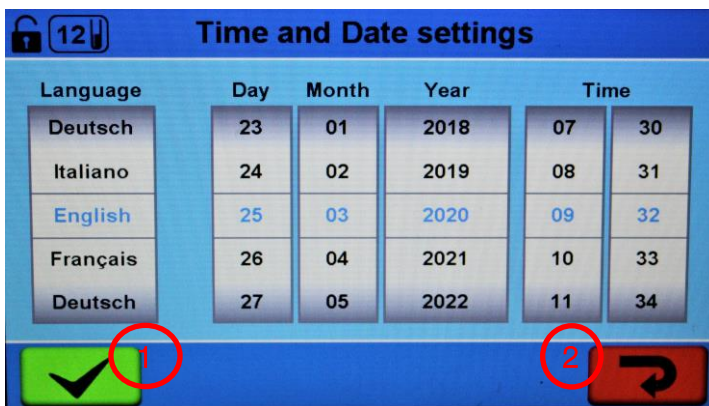 12 Time and Date settings
Language Day Month Year Time
Deutsch 23 01 2018 07 30
Italiano 24 02 2019 08 31
English 25 03 2020 09 32
Français 26 04 2021 10 33
Deutsch 27 05 2022 11 34
1 2